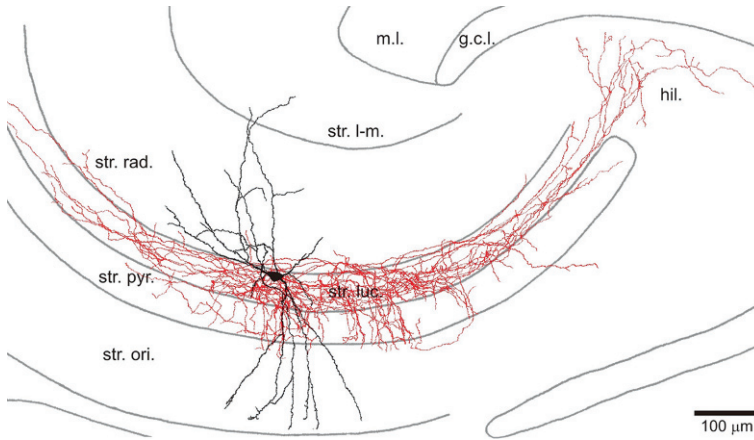 m.l.
g.c.l.
hil.
str. l-m.
str. rad.
str. pyr.
str. luc.
str. ori.
100 μm